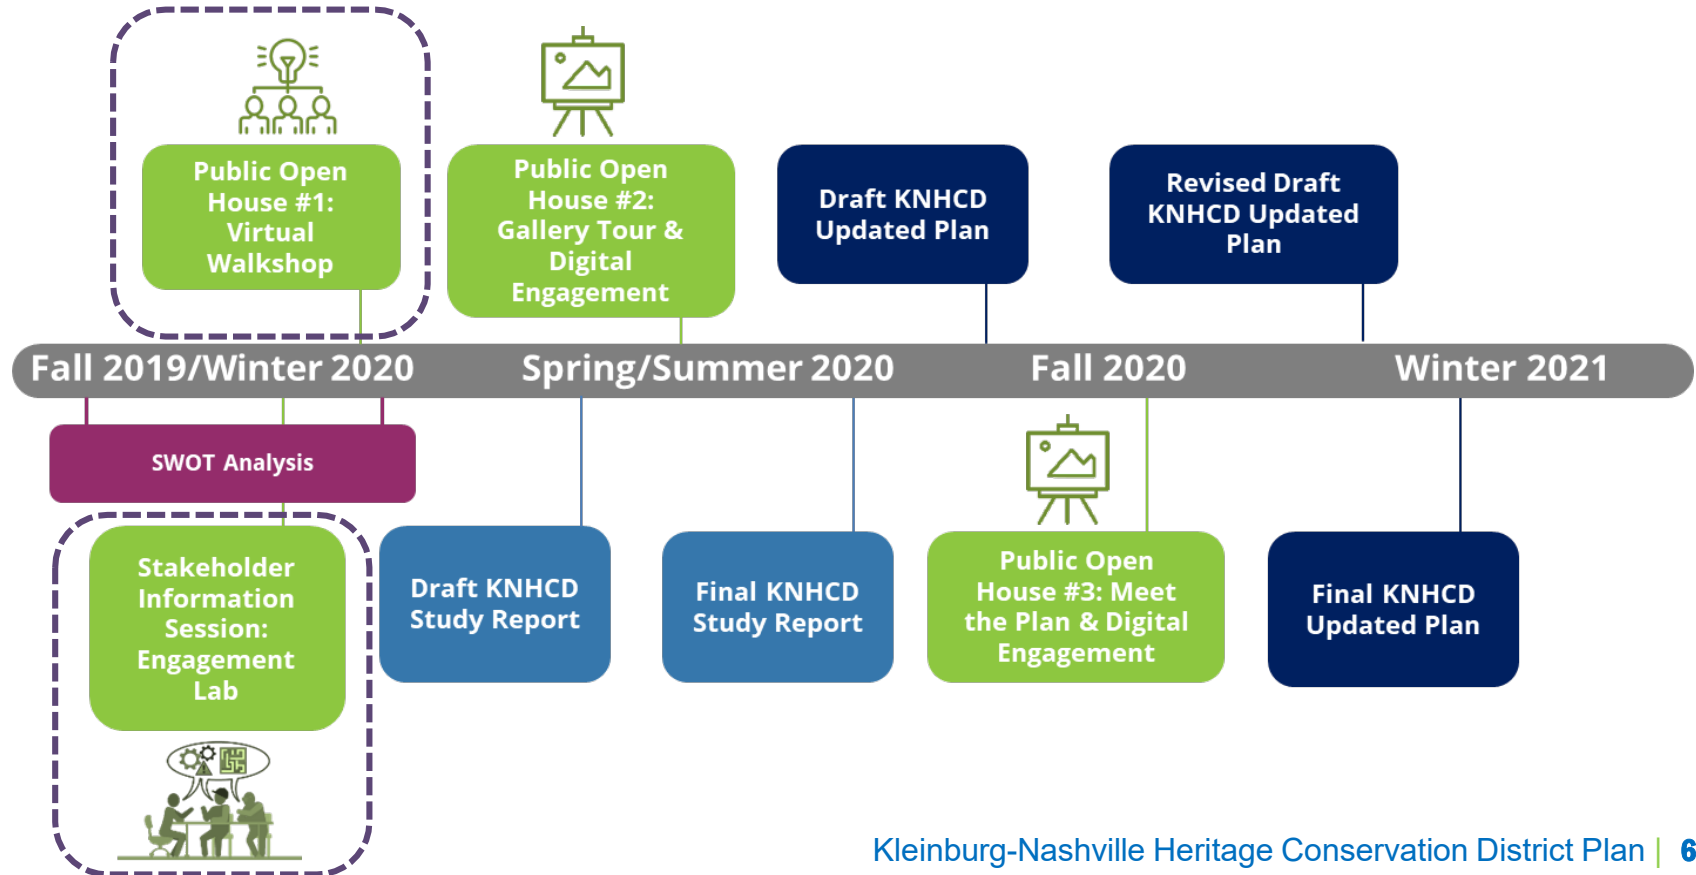 Public Open
House #1:
Virtual
Walkshop
Public Open
House #2:
Gallery Tour &
Digital
Engagement
Draft KNHCD
Updated Plan
Revised Draft
KNHCD Updated
Plan
Fall 2019/Winter 2020
Spring/Summer 2020
Fall 2020
Winter 2021
SWOT Analysis
Stakeholder
Information
Session:
Engagement
Lab
Draft KNHCD
Study Report
Final KNHCD
Study Report
Public Open
House #3: Meet
the Plan & Digital
Engagement
Final KNHCD
Updated Plan
Kleinburg-Nashville Heritage Conservation District Plan | 6